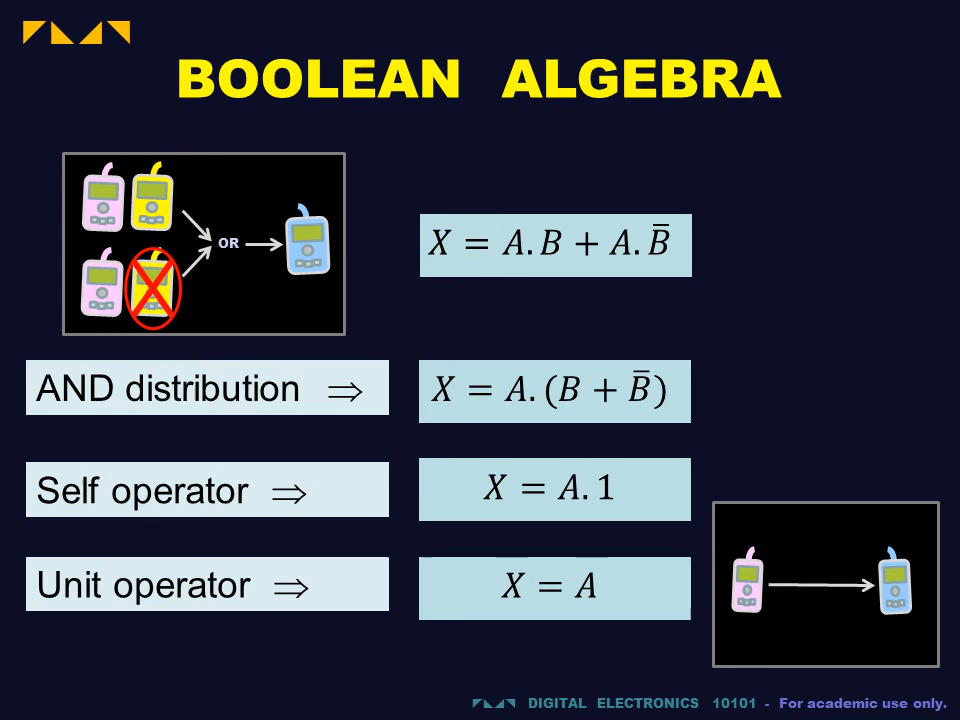 BOOLEAN ALGEBRA
OR
X = A.B + A.B̅
AND distribution ⇒
X = A.(B + B̅)
Self operator ⇒
X = A.1
Unit operator ⇒
X = A
DIGITAL ELECTRONICS 10101 - For academic use only.